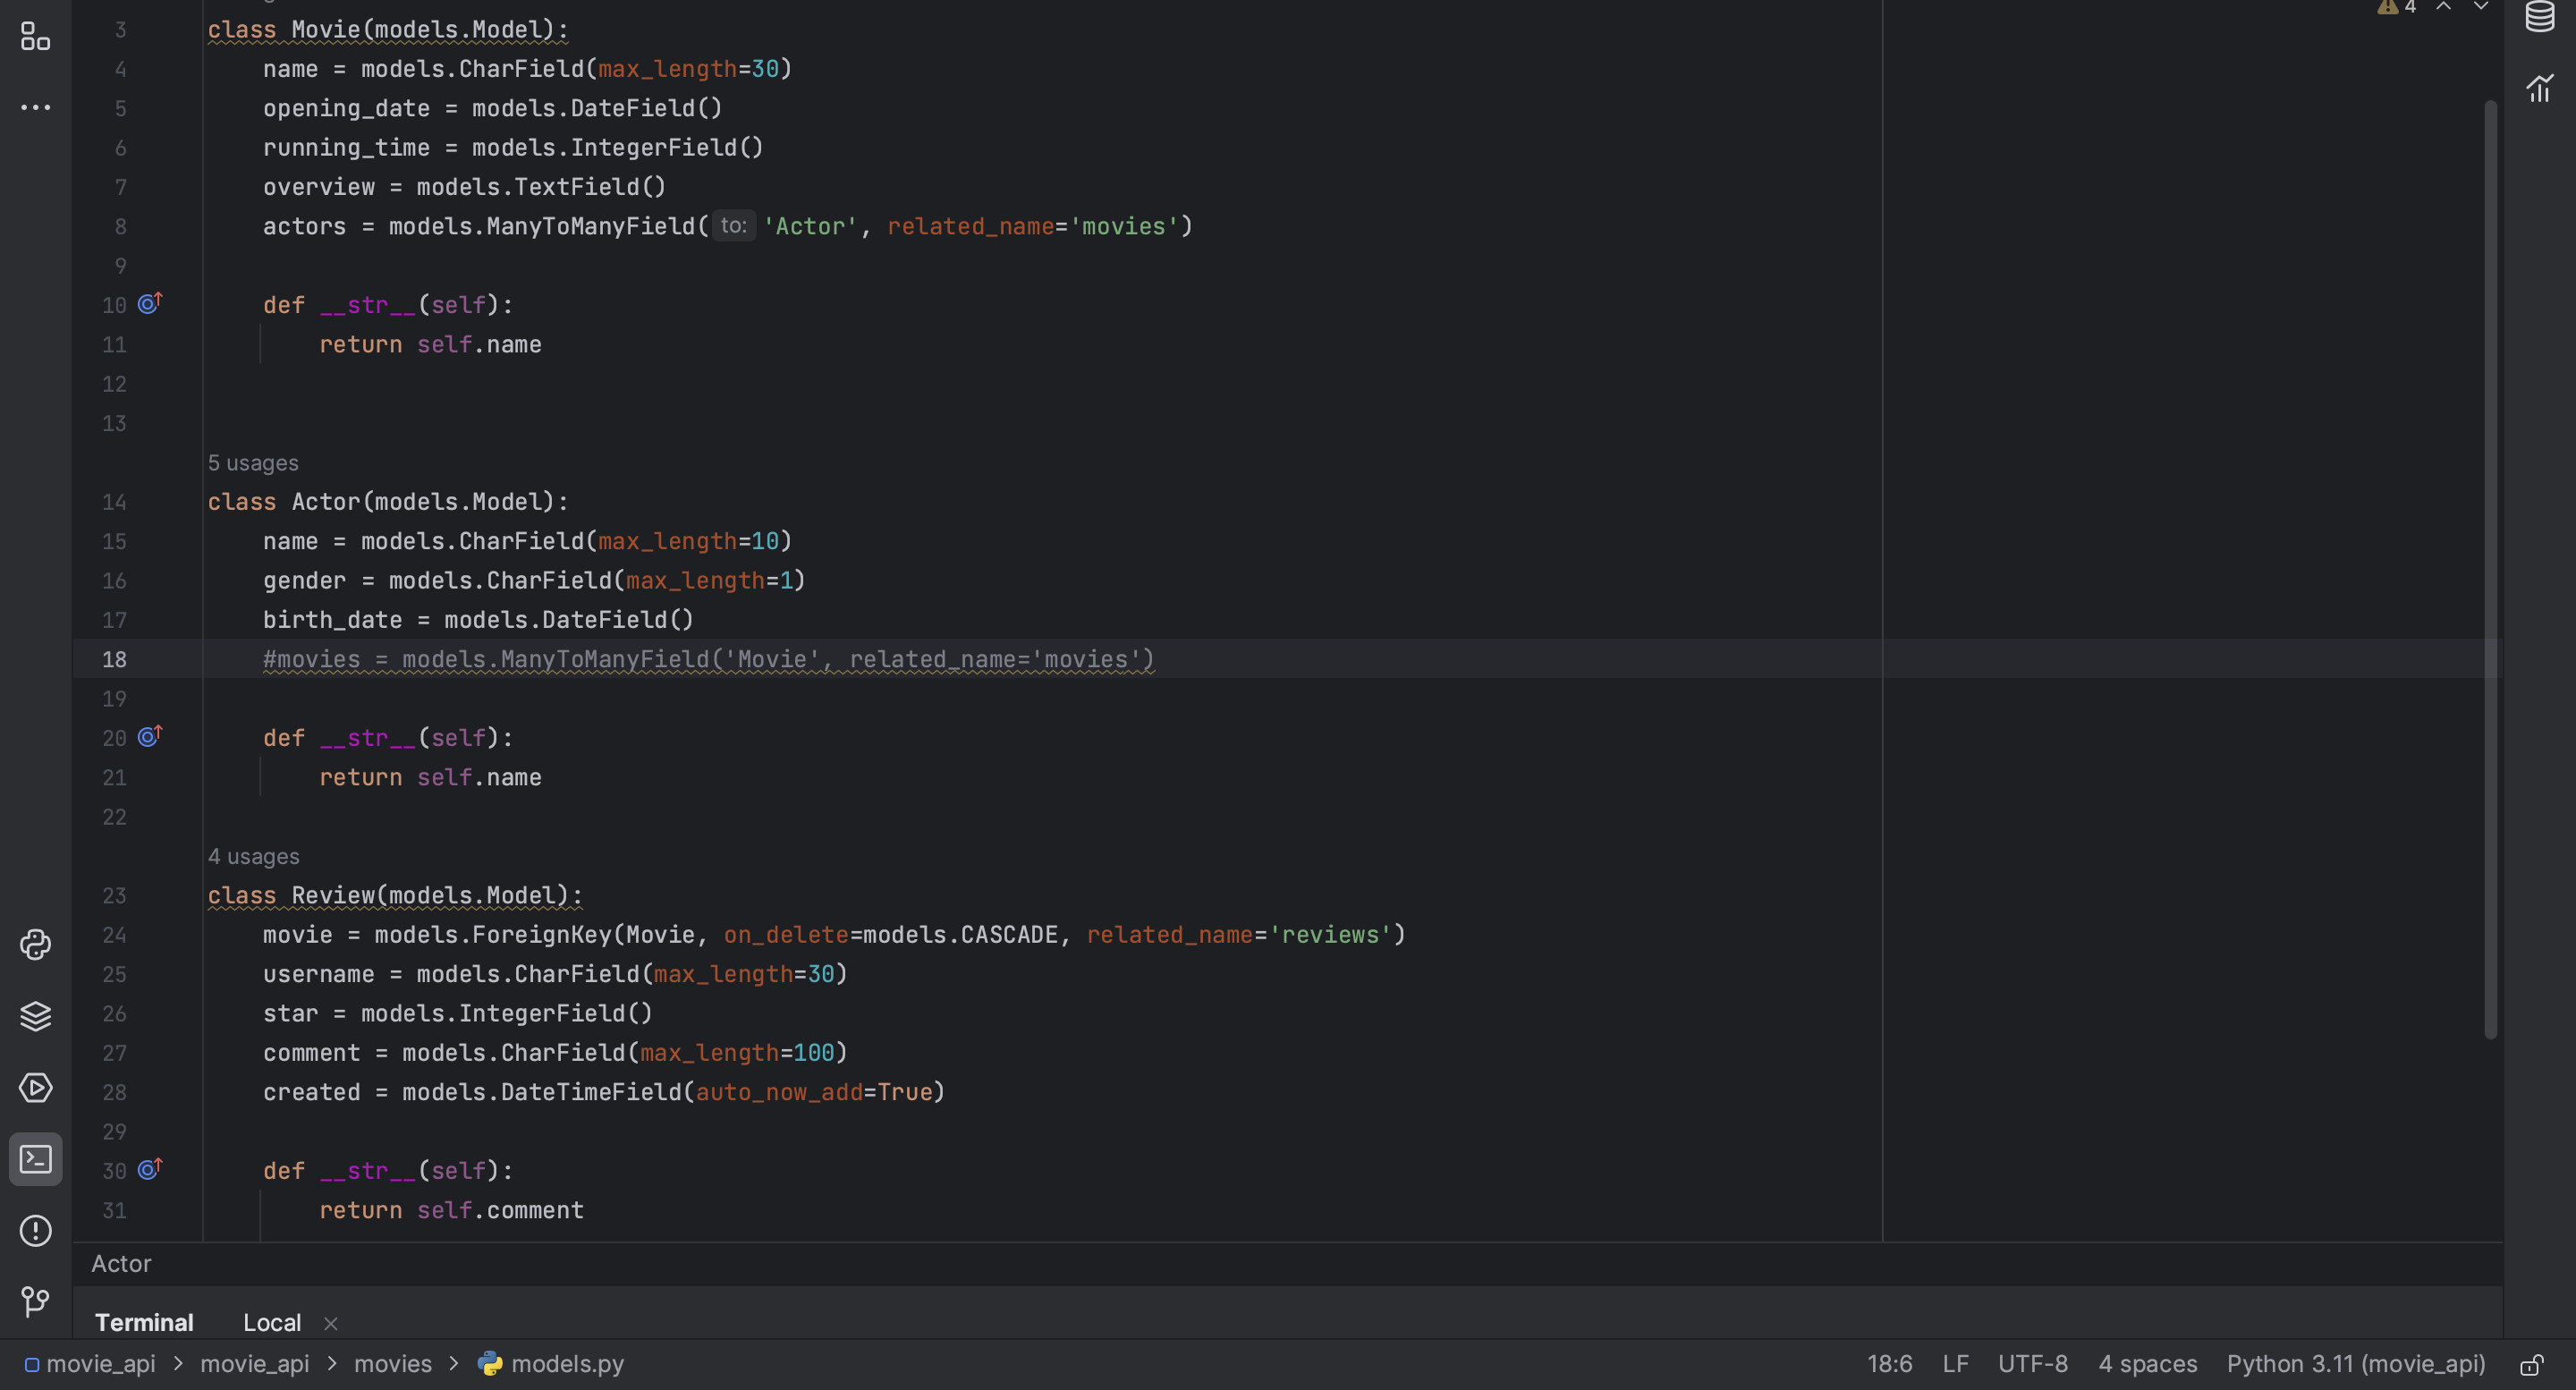 4
3 class Movie(models.Model):
4 name = models.CharField(max_length=30)
5 opening_date = models.DateField()
6 running_time = models.IntegerField()
7 overview = models.TextField()
8 actors = models.ManyToManyField( to: 'Actor', related_name='movies')
9
10 def __str__(self):
11 return self.name
12
13
5 usages
14 class Actor(models.Model):
15 name = models.CharField(max_length=10)
16 gender = models.CharField(max_length=1)
17 birth_date = models.DateField()
18 #movies = models.ManyToManyField('Movie', related_name='movies')
19
20 def __str__(self):
21 return self.name
22
4 usages
23 class Review(models.Model):
24 movie = models.ForeignKey(Movie, on_delete=models.CASCADE, related_name='reviews')
25 username = models.CharField(max_length=30)
26 star = models.IntegerField()
27 comment = models.CharField(max_length=100)
28 created = models.DateTimeField(auto_now_add=True)
29
30 def __str__(self):
31 return self.comment
Actor
Terminal Local
movie_api > movie_api > movies > models.py 18:6 LF UTF-8 4 spaces Python 3.11 (movie_api)